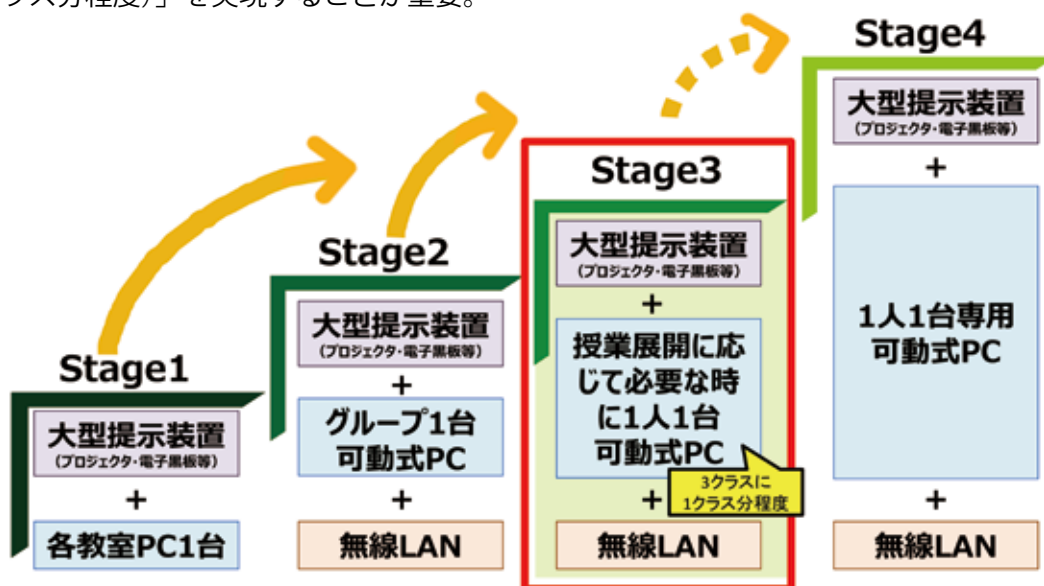 クス分程度)」を実現することが重要。
Stage1
大型提示装置
(プロジェクタ・電子黒板等)
+
各教室PC1台
Stage2
大型提示装置
(プロジェクタ・電子黒板等)
+
グループ1台
可動式PC
+
無線LAN
Stage3
大型提示装置
(プロジェクタ・電子黒板等)
+
授業展開に応
じて必要な時
に1人1台
可動式PC
3クラスに
1クラス分程度
+
無線LAN
Stage4
大型提示装置
(プロジェクタ・電子黒板等)
+
1人1台専用
可動式PC
+
無線LAN